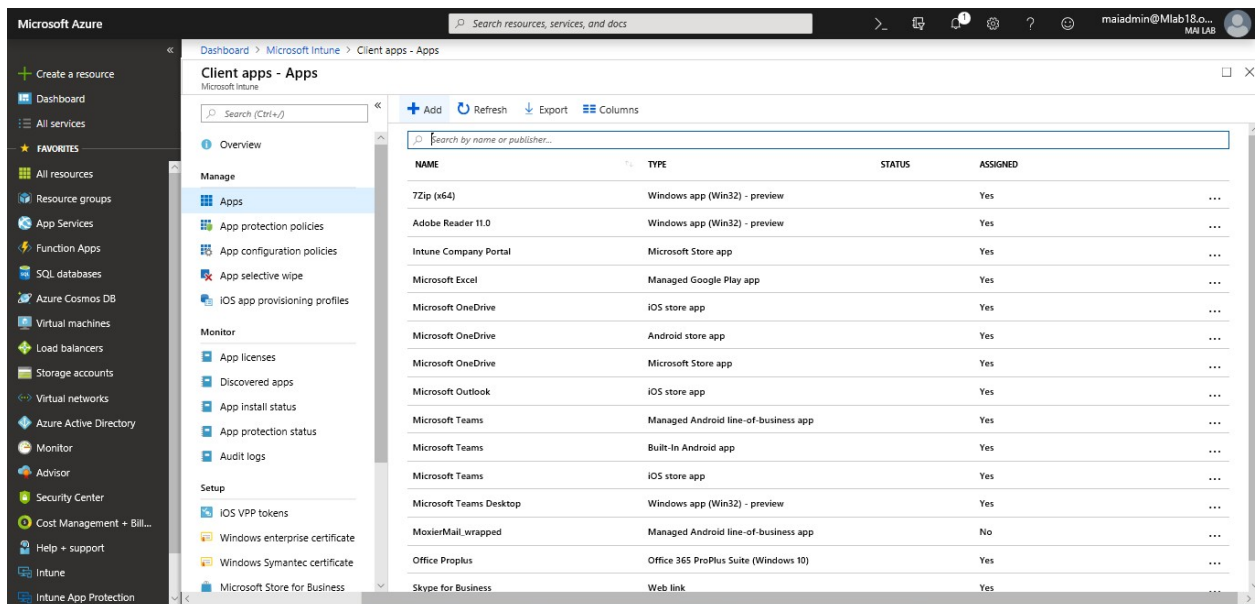 Microsoft Azure
Search resources, services, and docs
1
maiadmin@Mlab18.o...
MAI LAB
Dashboard > Microsoft Intune > Client apps - Apps
Create a resource
Dashboard
All services
FAVORITES
All resources
Resource groups
App Services
Function Apps
SQL databases
Azure Cosmos DB
Virtual machines
Load balancers
Storage accounts
Virtual networks
Azure Active Directory
Monitor
Advisor
Security Center
Cost Management + Bill...
Help + support
Intune
Intune App Protection
Client apps - Apps
Microsoft Intune
Search (Ctrl+/)
Overview
Manage
Apps
App protection policies
App configuration policies
App selective wipe
iOS app provisioning profiles
Monitor
App licenses
Discovered apps
App install status
App protection status
Audit logs
Setup
iOS VPP tokens
Windows enterprise certificate
Windows Symantec certificate
Microsoft Store for Business
Add Refresh Export Columns
Search by name or publisher...
NAME TYPE STATUS ASSIGNED
7Zip (x64) Windows app (Win32) - preview Yes ...
Adobe Reader 11.0 Windows app (Win32) - preview Yes ...
Intune Company Portal Microsoft Store app Yes ...
Microsoft Excel Managed Google Play app Yes ...
Microsoft OneDrive iOS store app Yes ...
Microsoft OneDrive Android store app Yes ...
Microsoft OneDrive Microsoft Store app Yes ...
Microsoft Outlook iOS store app Yes ...
Microsoft Teams Managed Android line-of-business app Yes ...
Microsoft Teams Built-In Android app Yes ...
Microsoft Teams iOS store app Yes ...
Microsoft Teams Desktop Windows app (Win32) - preview Yes ...
MoxierMail_wrapped Managed Android line-of-business app No ...
Office Proplus Office 365 ProPlus Suite (Windows 10) Yes ...
Skype for Business Web link Yes ...